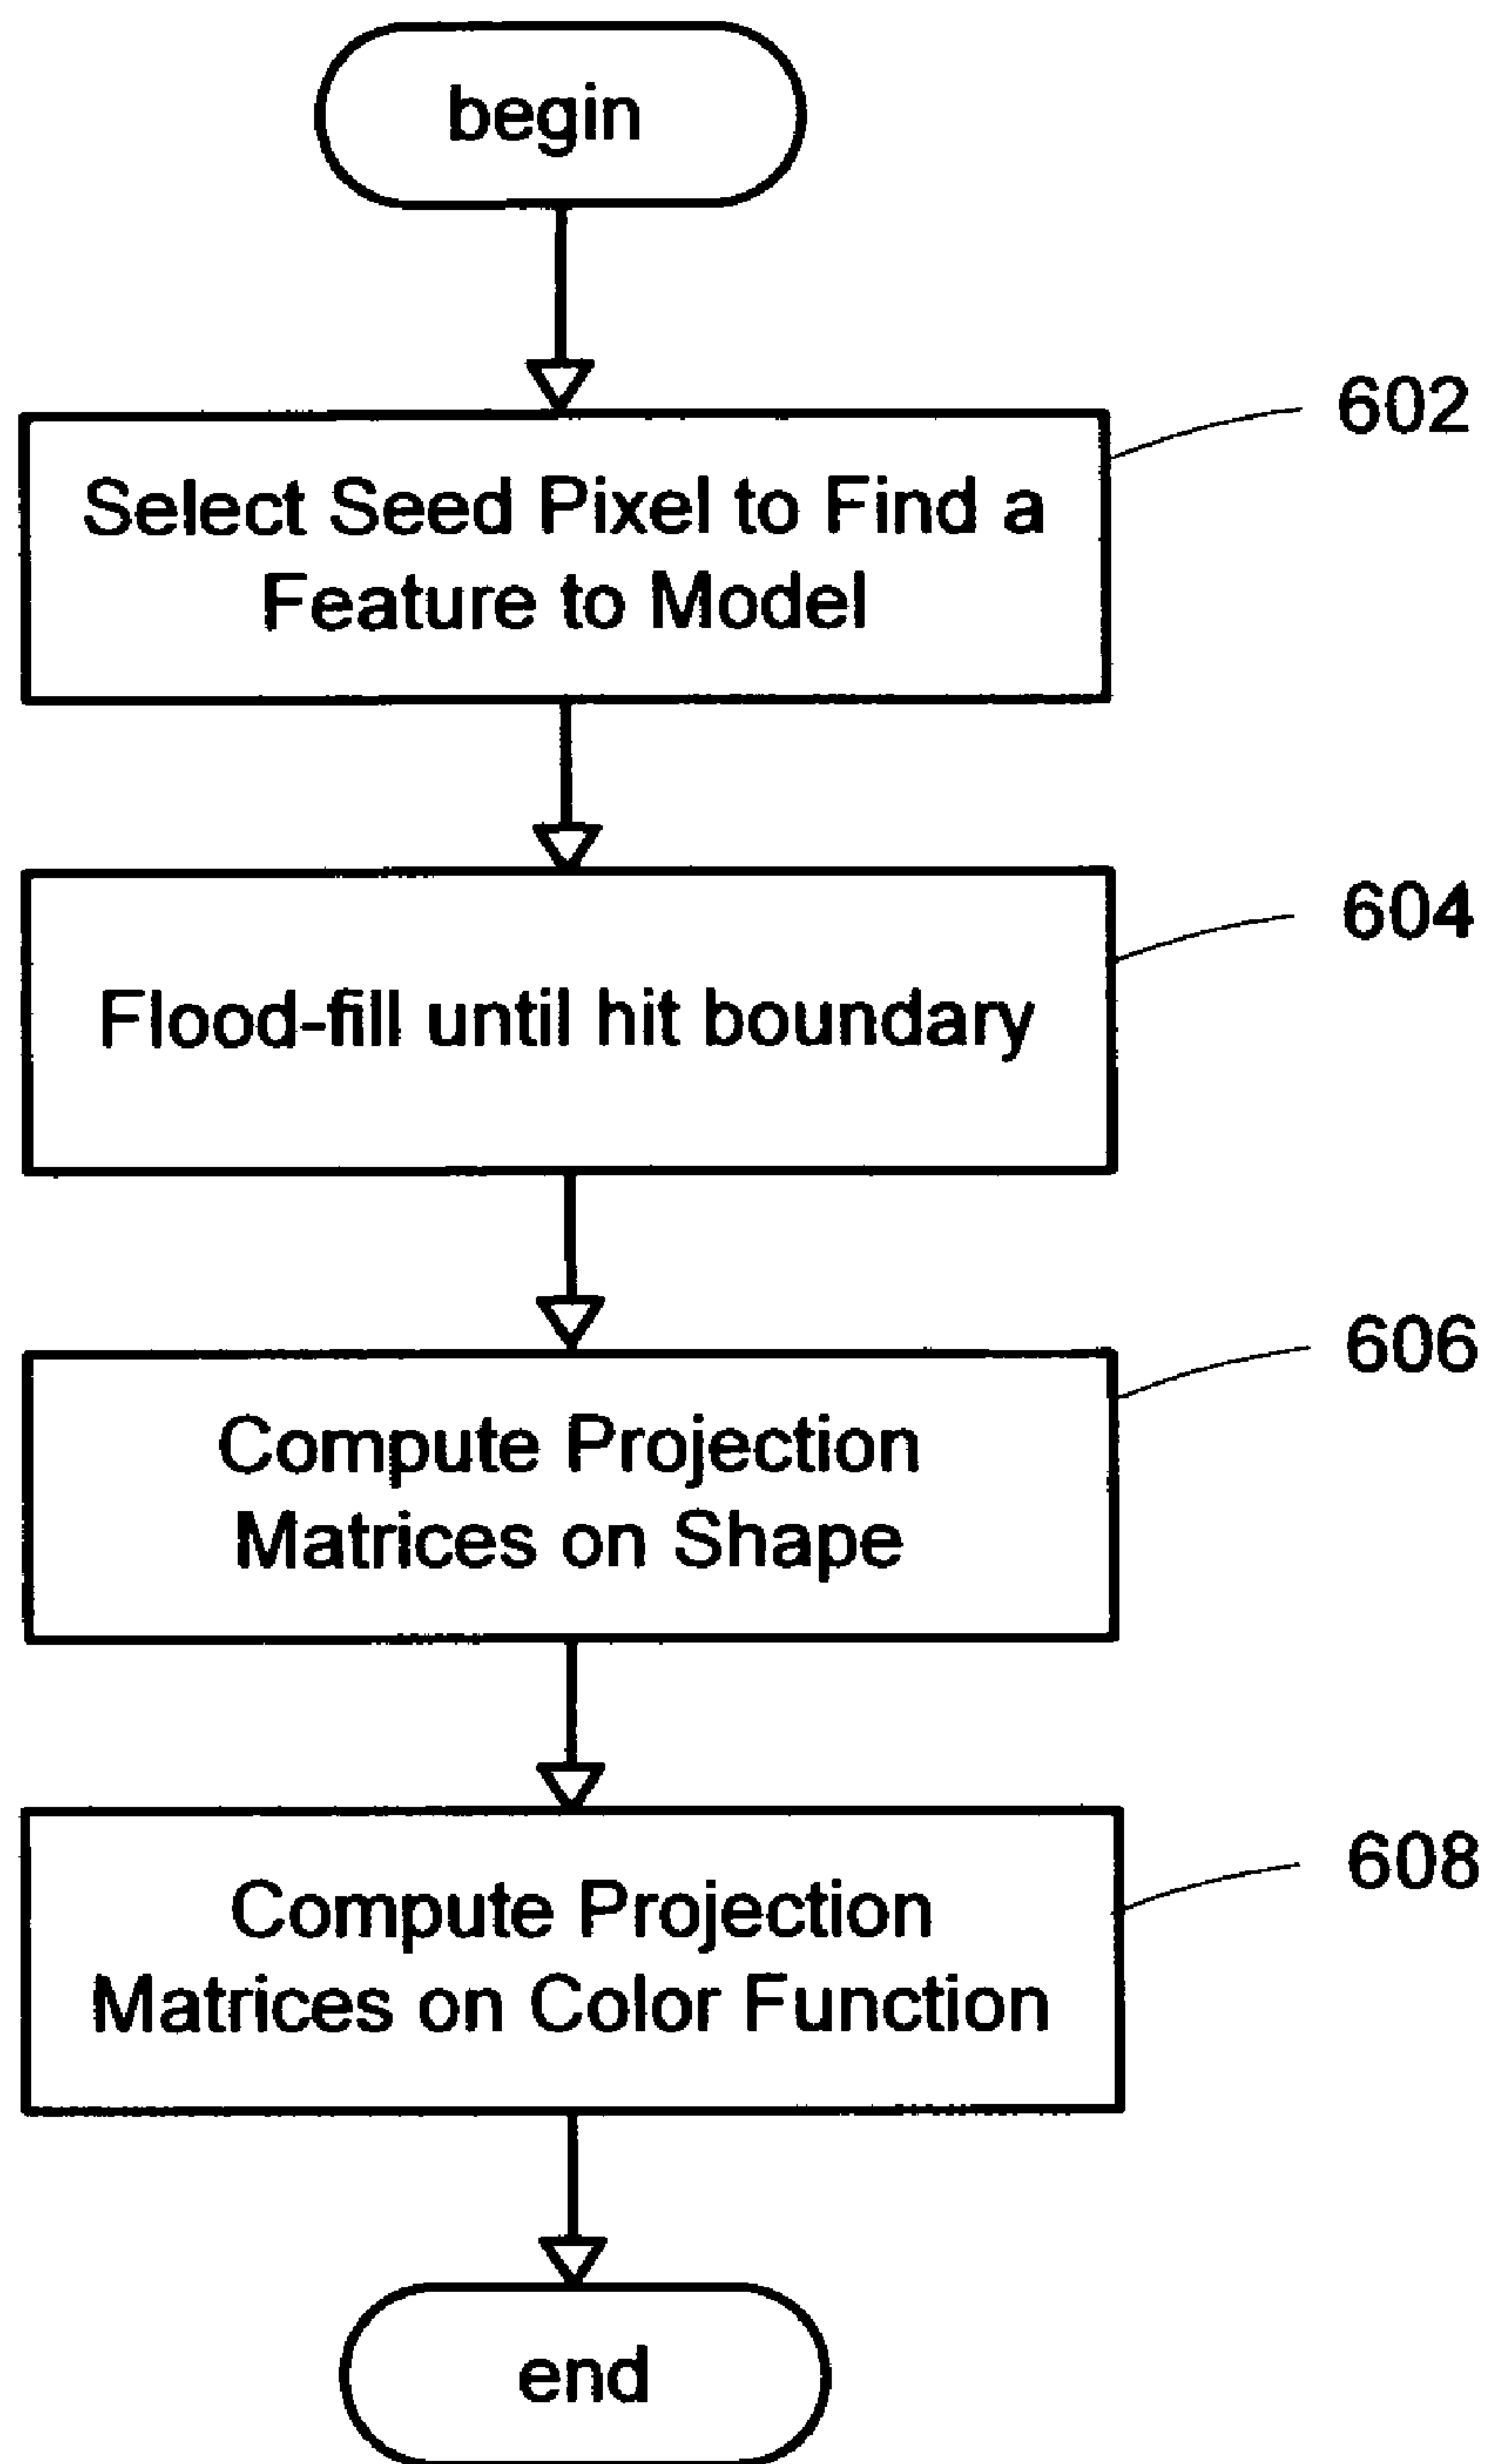 begin
602
Select Seed Pixel to Find a
Feature to Model
604
Flood-fill until hit boundary
606
Compute Projection
Matrices on Shape
608
Compute Projection
Matrices on Color Function
end